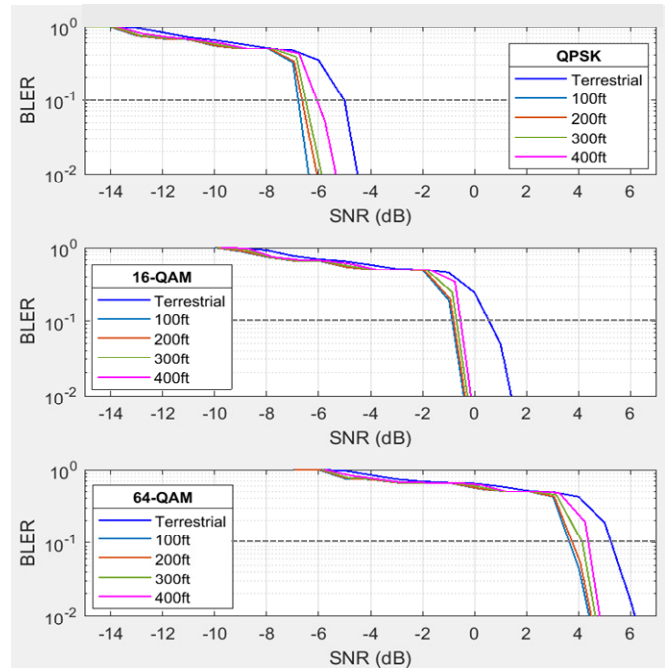 10^0
10^-1
10^-2
BLER
-14 -12 -10 -8 -6 -4 -2 0 2 4 6
SNR (dB)
QPSK
Terrestrial
100ft
200ft
300ft
400ft
10^0
10^-1
10^-2
BLER
-14 -12 -10 -8 -6 -4 -2 0 2 4 6
SNR (dB)
16-QAM
Terrestrial
100ft
200ft
300ft
400ft
10^0
10^-1
10^-2
BLER
-14 -12 -10 -8 -6 -4 -2 0 2 4 6
SNR (dB)
64-QAM
Terrestrial
100ft
200ft
300ft
400ft